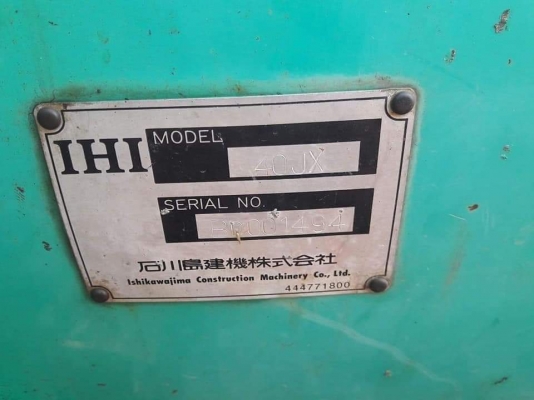 IHI
MODEL
40JX
SERIAL NO.
石川島建機株式会社
Ishikawajima Construction Machinery Co., Ltd.
444771800